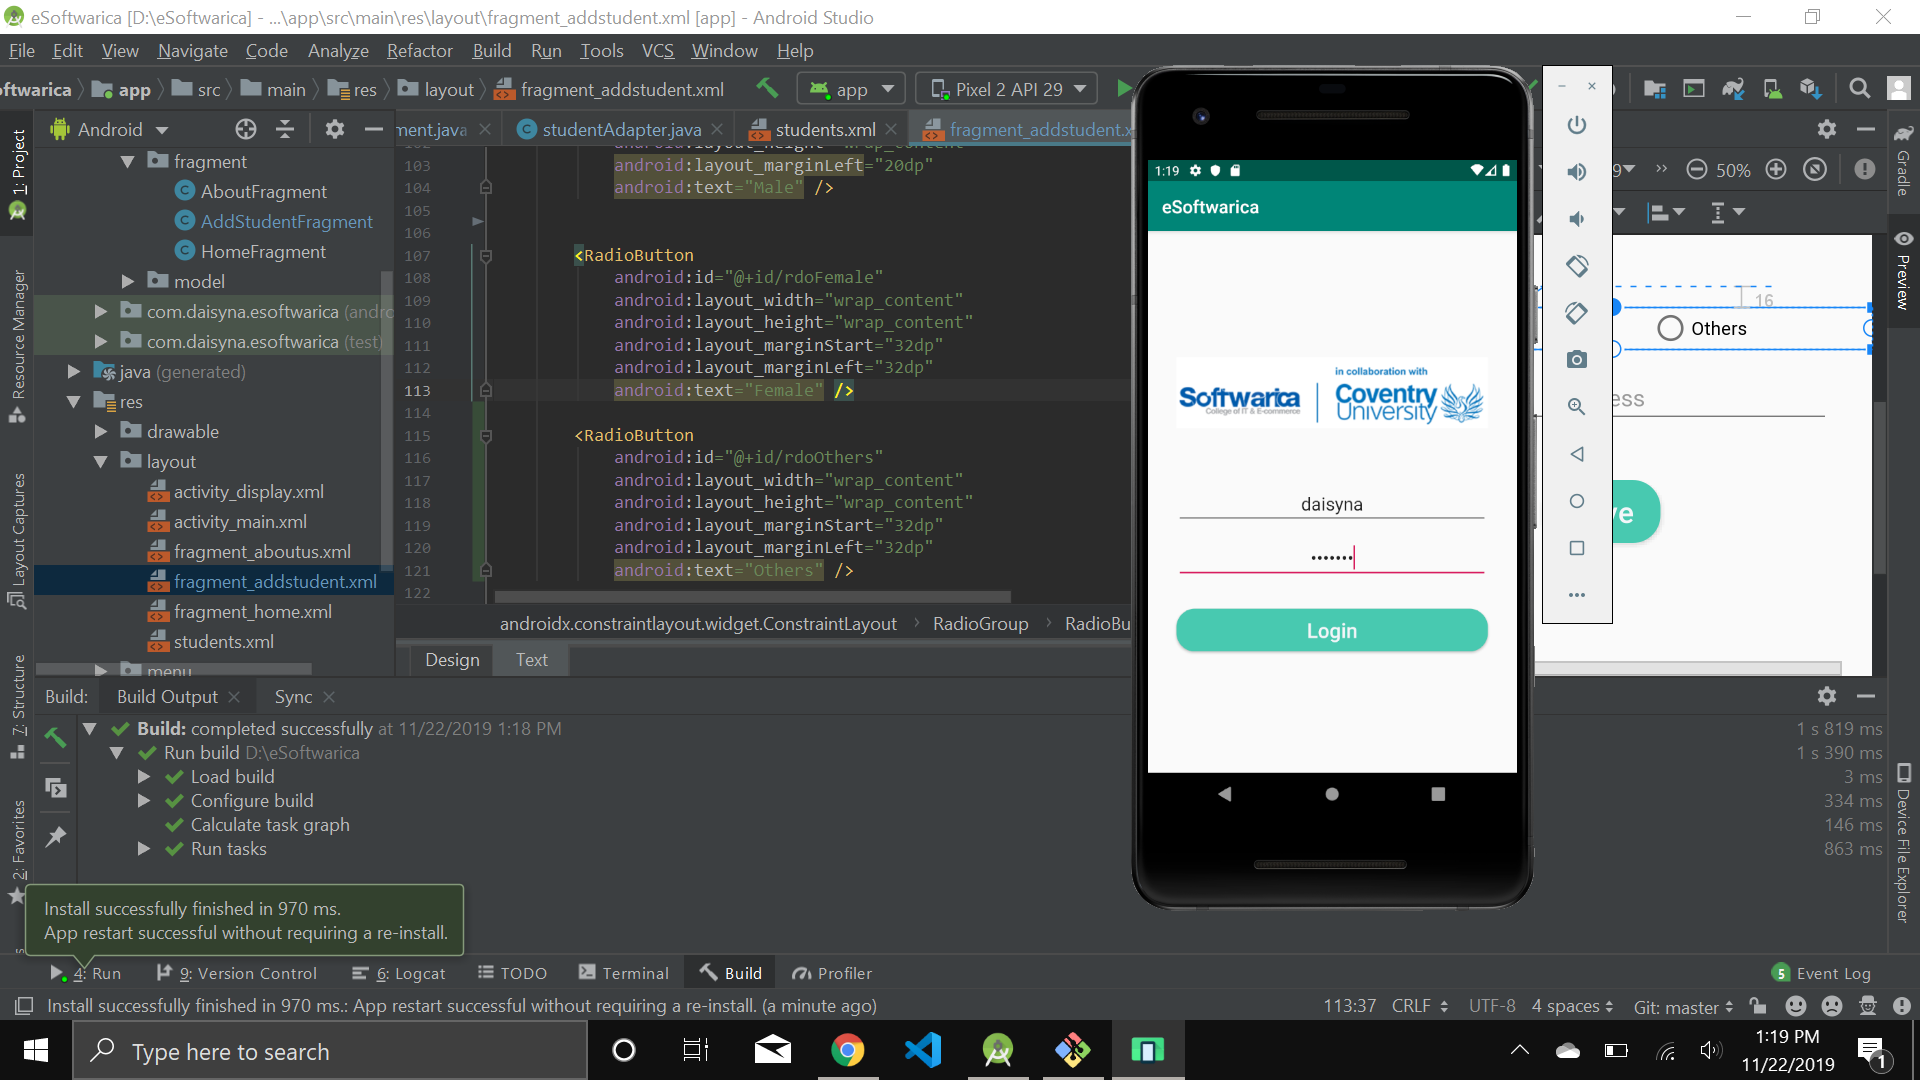 eSoftwarica [D:\eSoftwarica] - ...\app\src\main\res\layout\fragment_addstudent.xml [app] - Android Studio
File Edit View Navigate Code Analyze Refactor Build Run Tools VCS Window Help
oftwarica app src main res layout fragment_addstudent.xml app Pixel 2 API 29
Android
ment.java studentAdapter.java students.xml fragment_addstudent.x
1: Project
Resource Manager
Layout Captures
7: Structure
2: Favorites
fragment
AboutFragment
AddStudentFragment
HomeFragment
model
com.daisyna.esoftwarica (andro
com.daisyna.esoftwarica (test)
java (generated)
res
drawable
layout
activity_display.xml
activity_main.xml
fragment_aboutus.xml
fragment_addstudent.xml
fragment_home.xml
students.xml
menu
103 android:layout_marginLeft="20dp"
104 android:text="Male" />
105
106
107 <RadioButton
108 android:id="@+id/rdoFemale"
109 android:layout_width="wrap_content"
110 android:layout_height="wrap_content"
111 android:layout_marginStart="32dp"
112 android:layout_marginLeft="32dp"
113 android:text="Female" />
114
115 <RadioButton
116 android:id="@+id/rdoOthers"
117 android:layout_width="wrap_content"
118 android:layout_height="wrap_content"
119 android:layout_marginStart="32dp"
120 android:layout_marginLeft="32dp"
121 android:text="Others" />
122
androidx.constraintlayout.widget.ConstraintLayout RadioGroup RadioBu
Design Text
1:19
eSoftwarica
in collaboration with
Softwarica Coventry
College of IT & E-commerce University
daisyna
•••••••
Login
9 50%
16
Others
ess
ve
Gradle
Preview
Device File Explorer
Build: Build Output Sync
Build: completed successfully at 11/22/2019 1:18 PM 1 s 819 ms
Run build D:\eSoftwarica 1 s 390 ms
Load build 3 ms
Configure build 334 ms
Calculate task graph 146 ms
Run tasks 863 ms
Install successfully finished in 970 ms.
App restart successful without requiring a re-install.
4: Run 9: Version Control 6: Logcat TODO Terminal Build Profiler 5 Event Log
Install successfully finished in 970 ms.: App restart successful without requiring a re-install. (a minute ago) 113:37 CRLF UTF-8 4 spaces Git: master
Type here to search
1:19 PM
11/22/2019
1